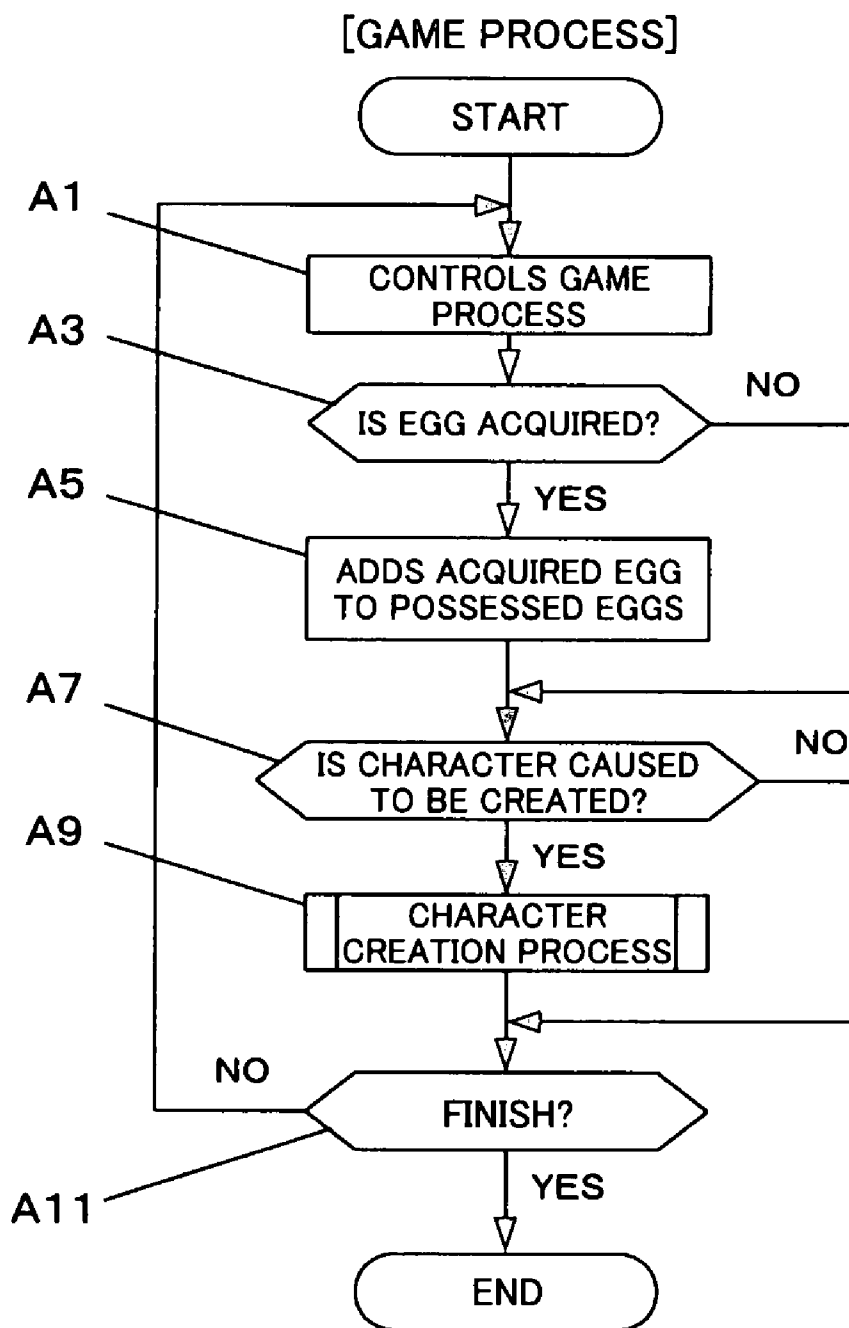 [GAME PROCESS]
START
A1
CONTROLS GAME
PROCESS
A3
IS EGG ACQUIRED?
NO
YES
A5
ADDS ACQUIRED EGG
TO POSSESSED EGGS
A7
IS CHARACTER CAUSED
TO BE CREATED?
NO
YES
A9
CHARACTER
CREATION PROCESS
NO
FINISH?
A11
YES
END